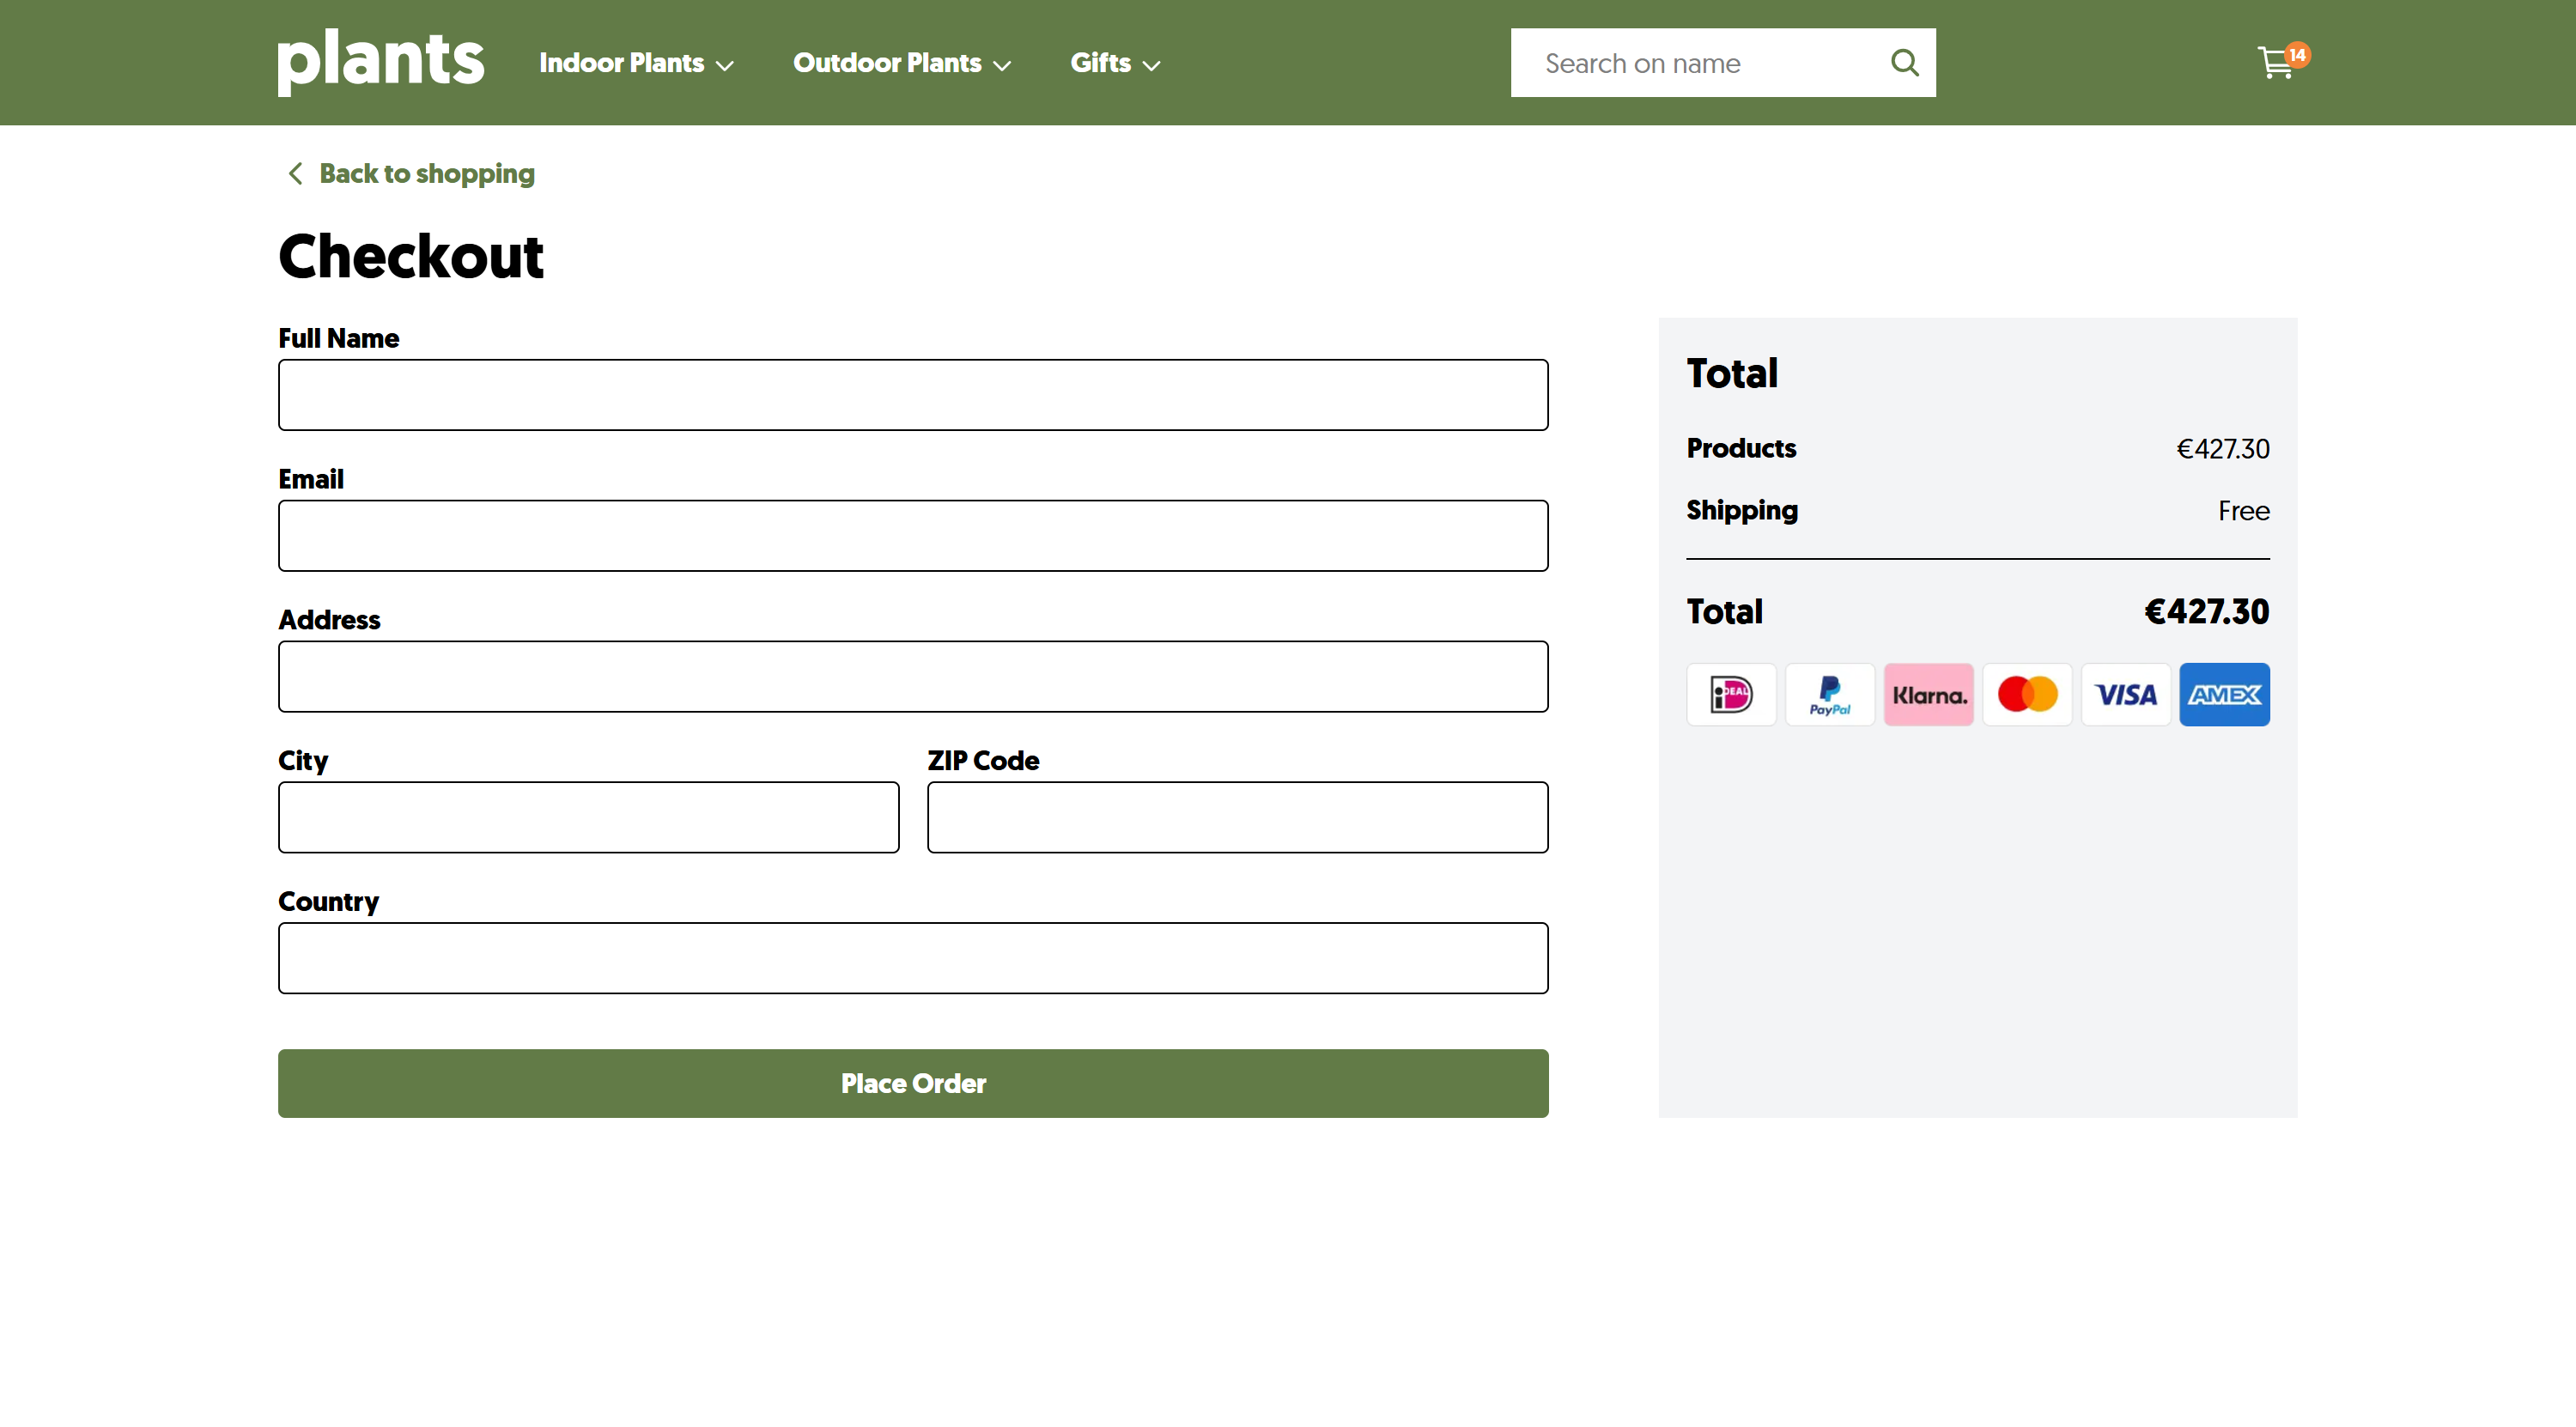 plants
Indoor Plants
Outdoor Plants
Gifts
Search on name
14
Back to shopping
Checkout
Full Name
Email
Address
City
ZIP Code
Country
Place Order
Total
Products €427.30
Shipping Free
Total €427.30
iDEAL
PayPal
Klarna.
VISA
AMEX